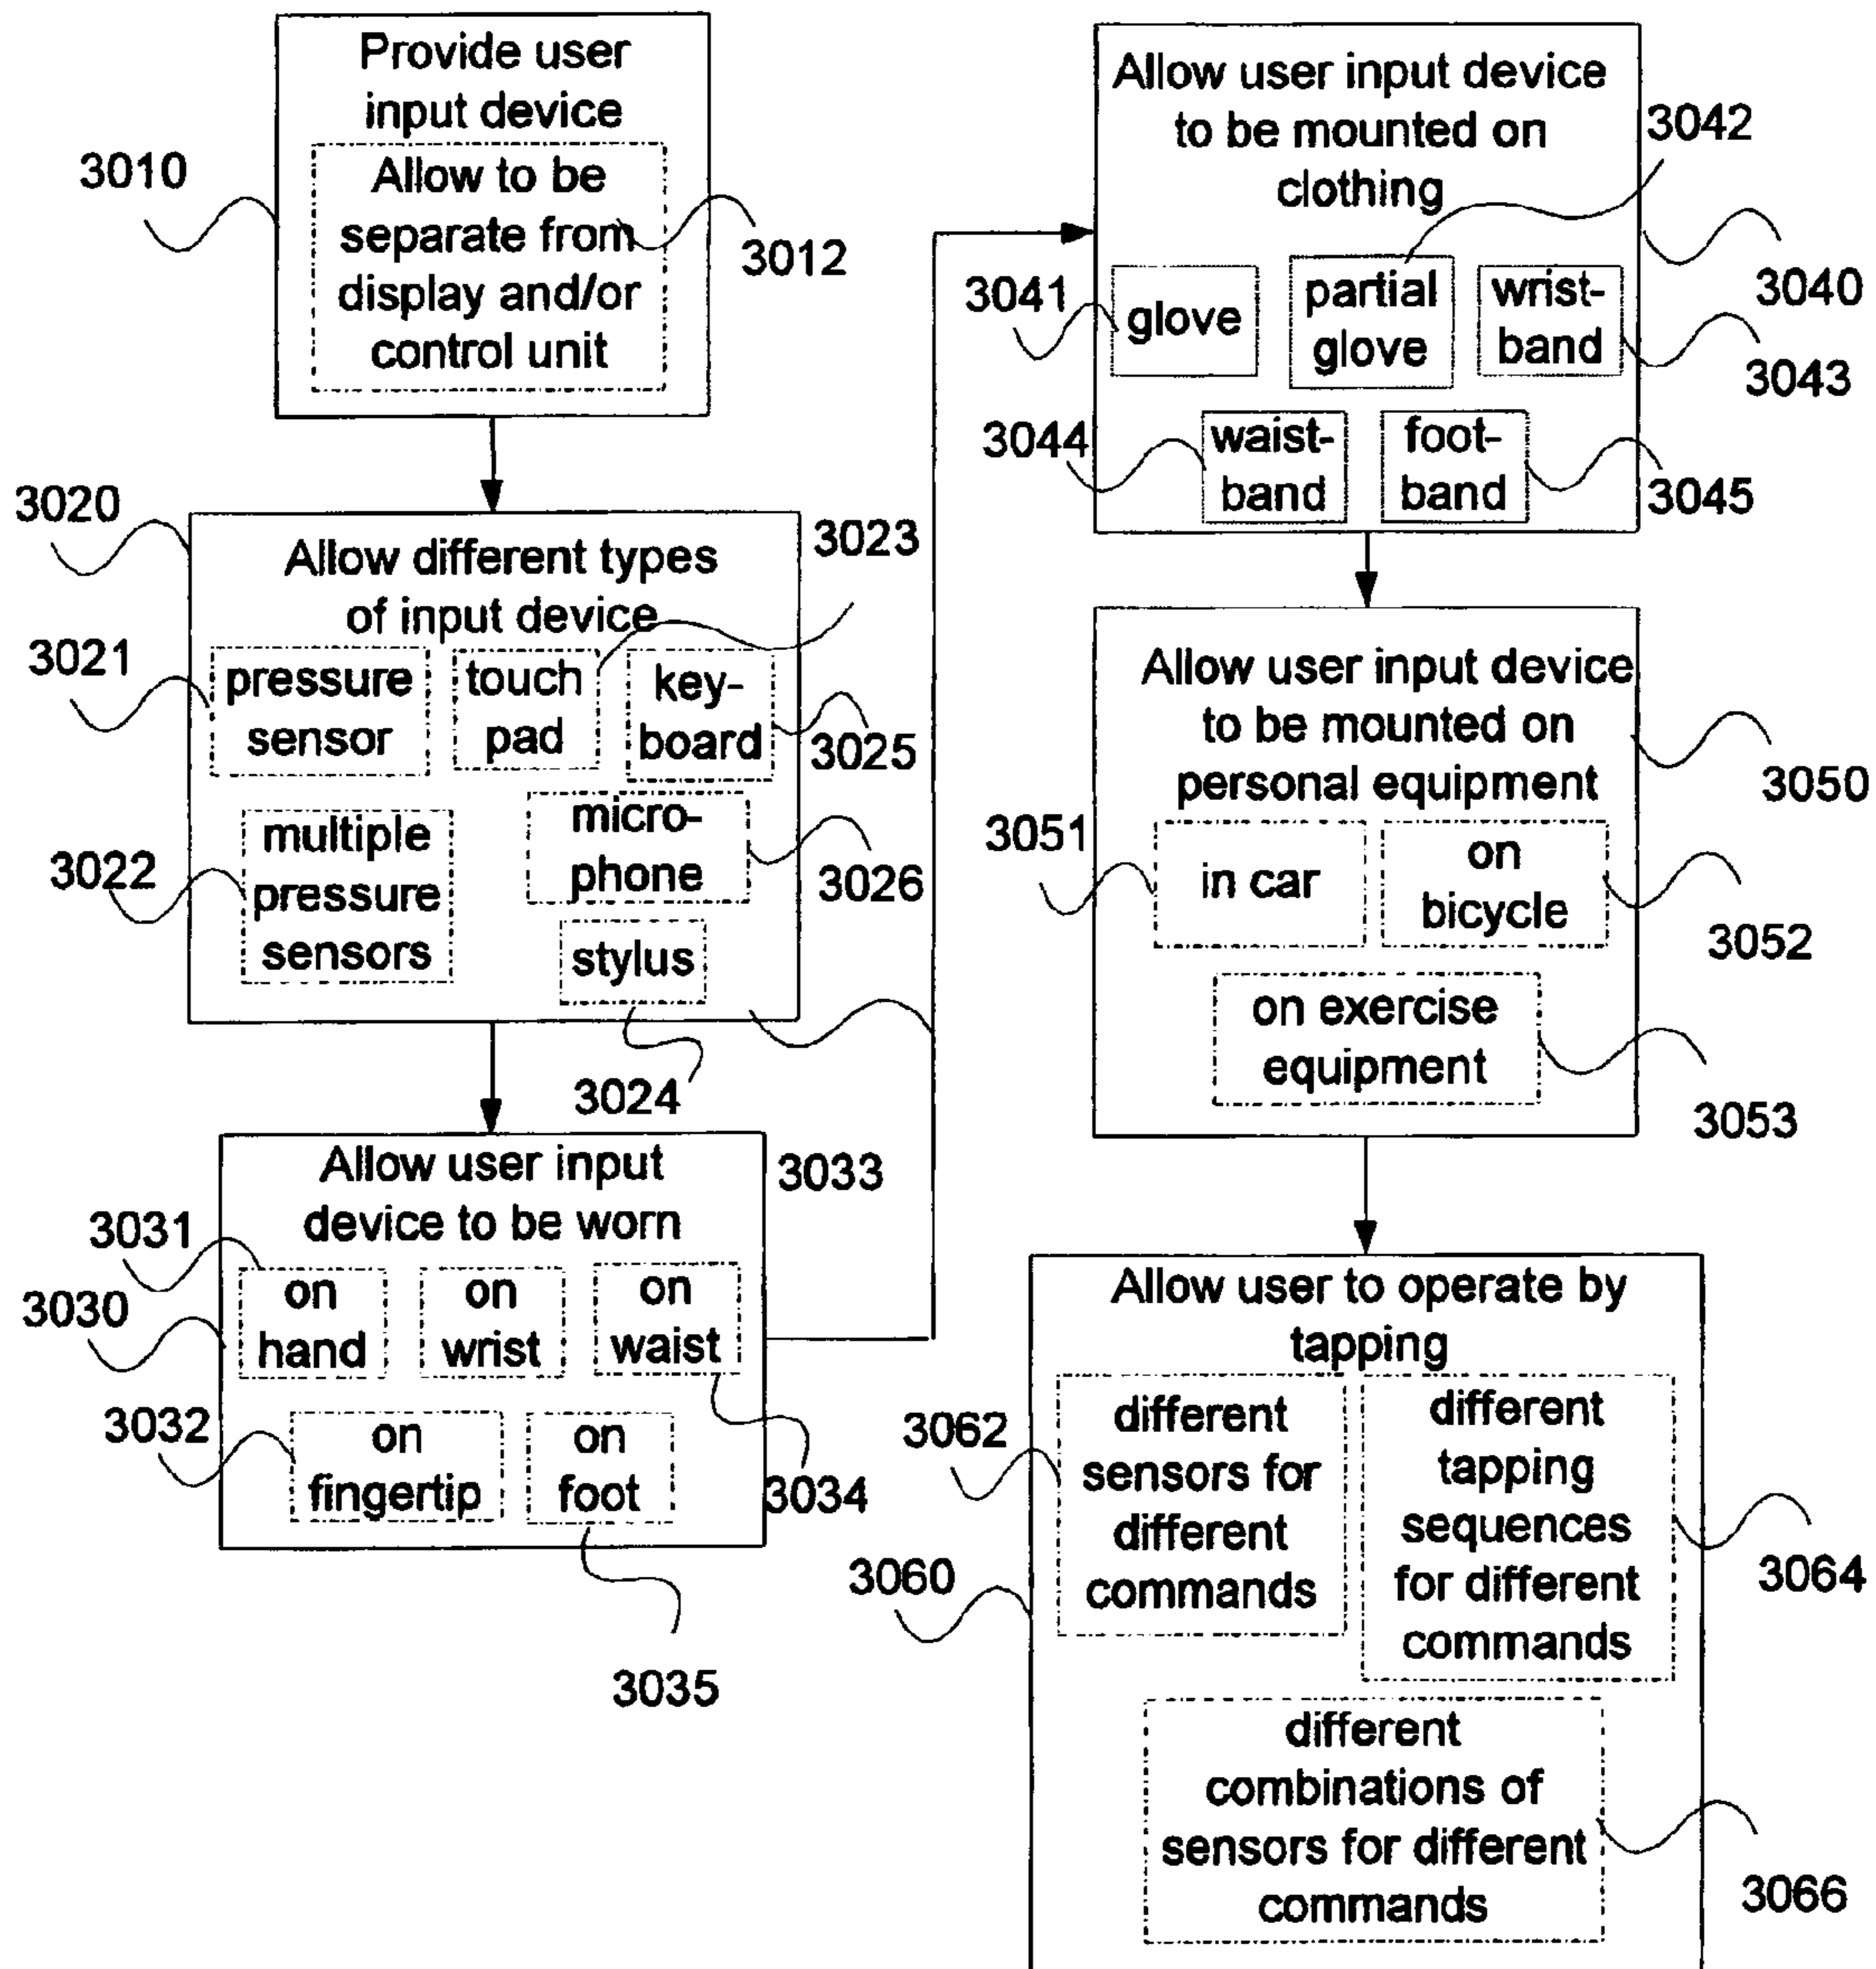 Provide user
input device
3010
Allow to be
separate from
display and/or
control unit
3012
3020
Allow different types
of input device
3023
3021
pressure
sensor
touch
pad
key-
board
3025
3022
multiple
pressure
sensors
micro-
phone
3026
stylus
3024
Allow user input
device to be worn
3033
3031
3030
on
hand
on
wrist
on
waist
3032
on
fingertip
on
foot
3034
3035
Allow user input device
to be mounted on
clothing
3042
3040
3041
glove
partial
glove
wrist-
band
3043
3044
waist-
band
foot-
band
3045
Allow user input device
to be mounted on
personal equipment
3050
3051
in car
on
bicycle
3052
on exercise
equipment
3053
Allow user to operate by
tapping
3062
different
sensors for
different
commands
different
tapping
sequences
for different
commands
3064
3060
different
combinations of
sensors for different
commands
3066